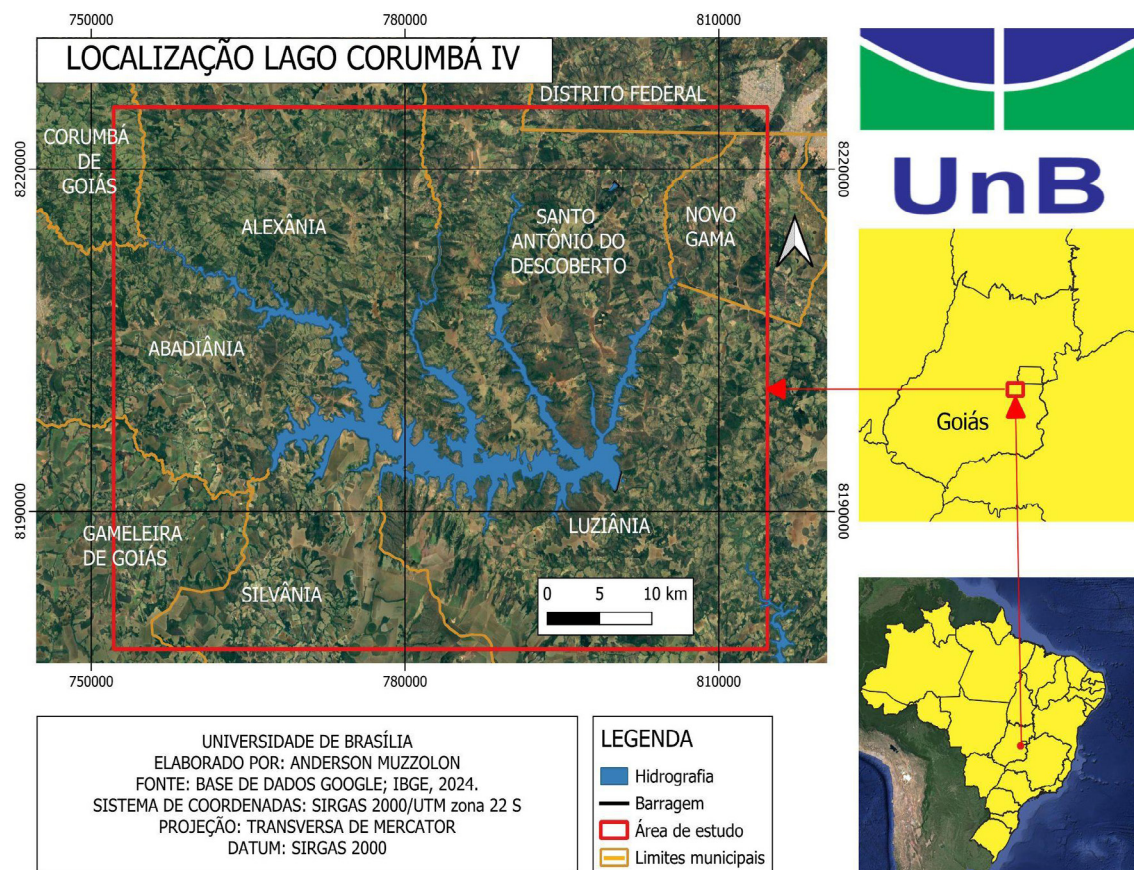 750000
780000
810000
LOCALIZAÇÃO LAGO CORUMBÁ IV
DISTRITO FEDERAL
CORUMBÁ
DE
GOIÁS
8220000
8220000
ALEXÂNIA
SANTO
ANTÔNIO DO
DESCOBERTO
NOVO
GAMA
ABADIÂNIA
8190000
8190000
GAMELEIRA
DE GOIÁS
LUZIÂNIA
SILVÂNIA
0 5 10 km
750000
780000
810000
UnB
Goiás
UNIVERSIDADE DE BRASÍLIA
ELABORADO POR: ANDERSON MUZZOLON
FONTE: BASE DE DADOS GOOGLE; IBGE, 2024.
SISTEMA DE COORDENADAS: SIRGAS 2000/UTM zona 22 S
PROJEÇÃO: TRANSVERSA DE MERCATOR
DATUM: SIRGAS 2000
LEGENDA
Hidrografia
Barragem
Área de estudo
Limites municipais